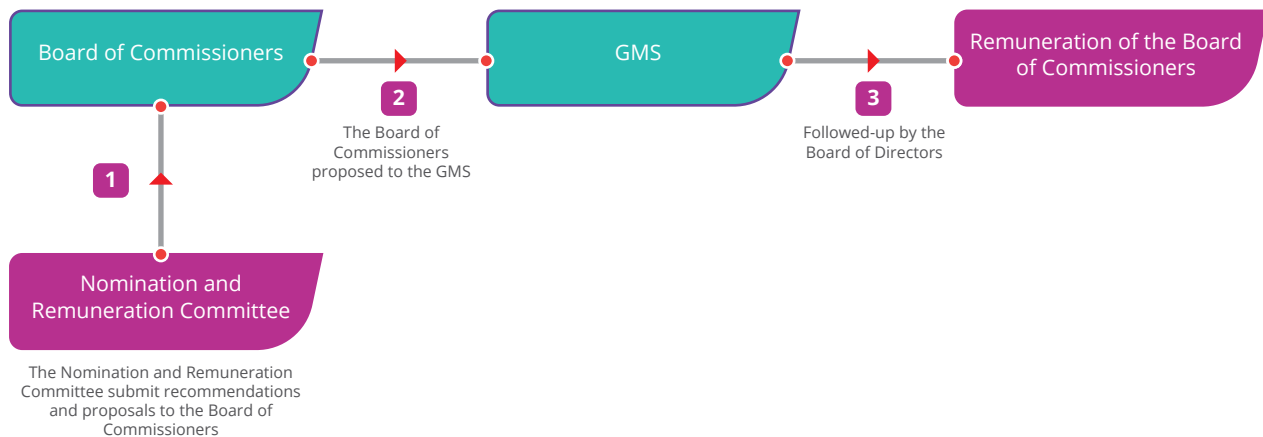 Board of Commissioners
GMS
Remuneration of the Board
of Commissioners
2
The Board of
Commissioners
proposed to the GMS
3
Followed-up by the
Board of Directors
1
Nomination and
Remuneration Committee
The Nomination and Remuneration
Committee submit recommendations
and proposals to the Board of
Commissioners